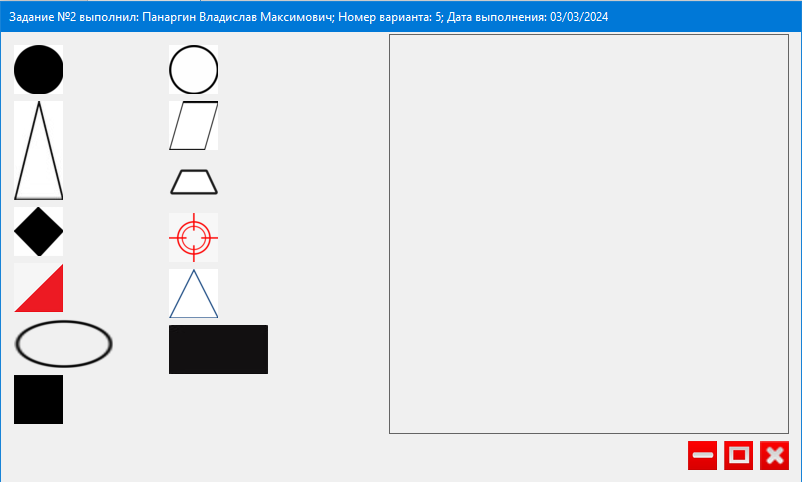 Задание №2 выполнил: Панаргин Владислав Максимович; Номер варианта: 5; Дата выполнения: 03/03/2024